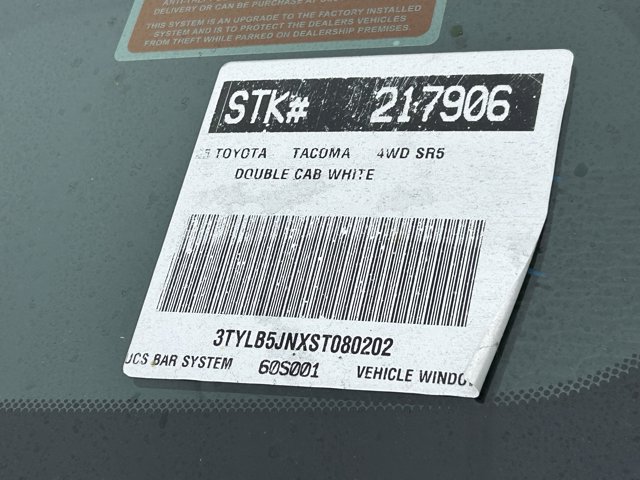 DELIVERY OR CAN BE PURCHASE AT
THIS SYSTEM IS AN UPGRADE TO THE FACTORY INSTALLED
SYSTEM AND IS TO PROTECT THE DEALERS VEHICLES
FROM THEFT WHILE PARKED ON DEALERSHIP PREMISES.
STK# 217906
TOYOTA TACOMA 4WD SR5
DOUBLE CAB WHITE
3TYLB5JNXST080202
UCS BAR SYSTEM 60S001 VEHICLE WINDO